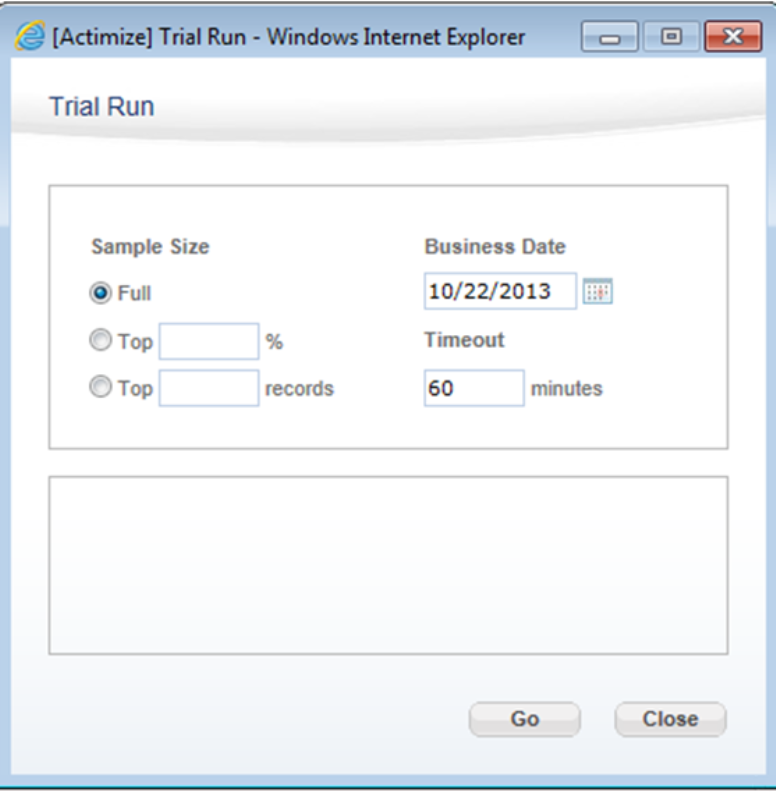 [Actimize] Trial Run - Windows Internet Explorer
Trial Run
Sample Size
Full
Top %
Top records
Business Date
10/22/2013
Timeout
60 minutes
Go Close